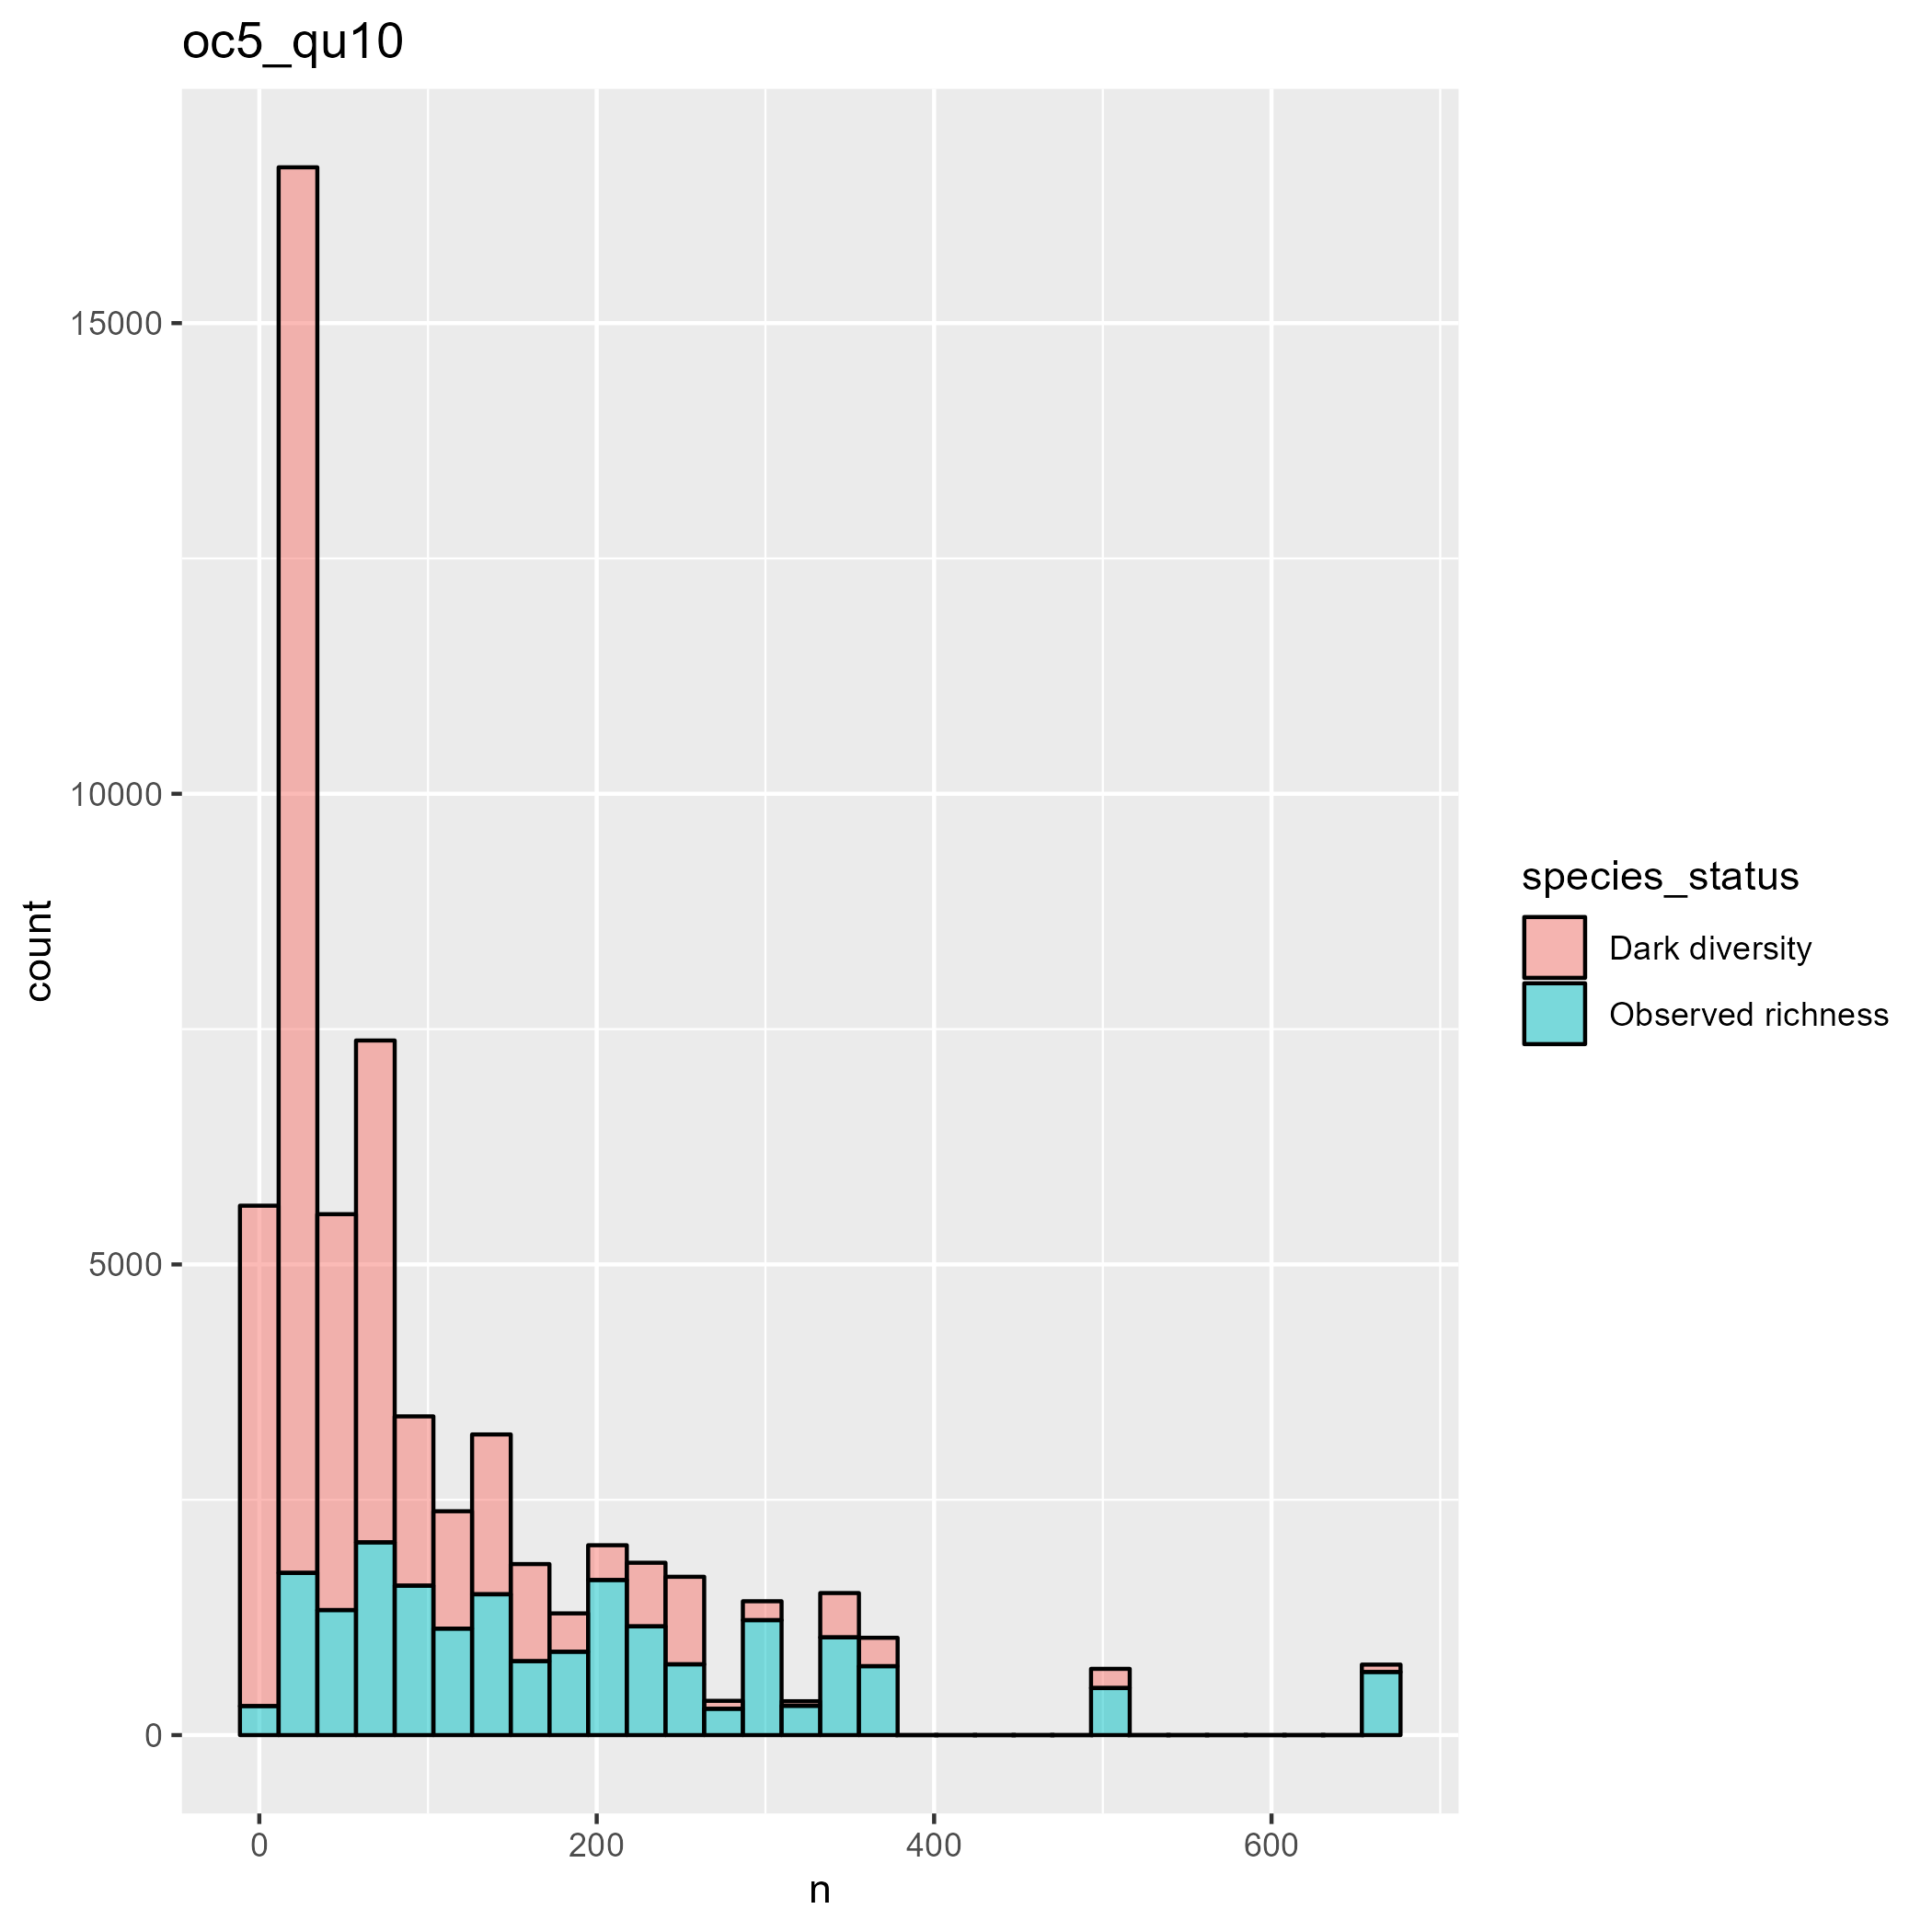 oc5_qu10
15000
10000
5000
0
count
0 200 400 600
n
species_status
Dark diversity
Observed richness